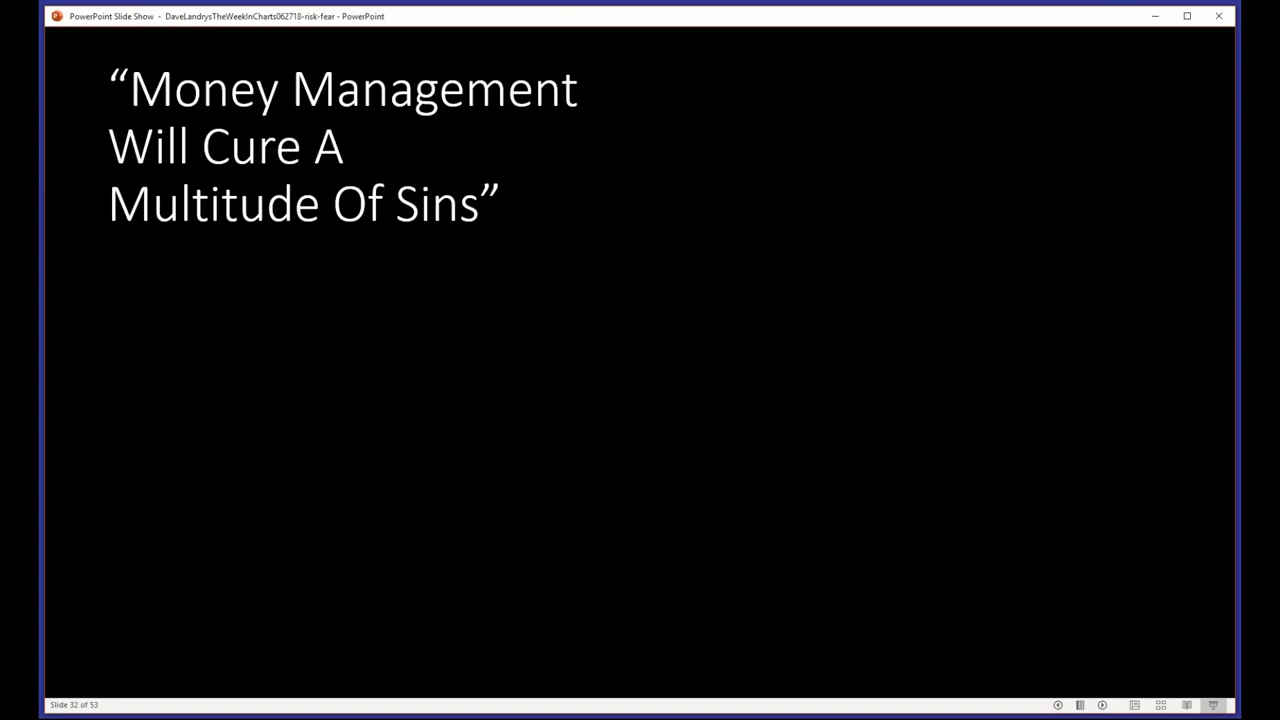 PowerPoint Slide Show - DaveLandrysTheWeekInCharts062718-risk-fear - PowerPoint
“Money Management
Will Cure A
Multitude Of Sins”
Slide 32 of 53